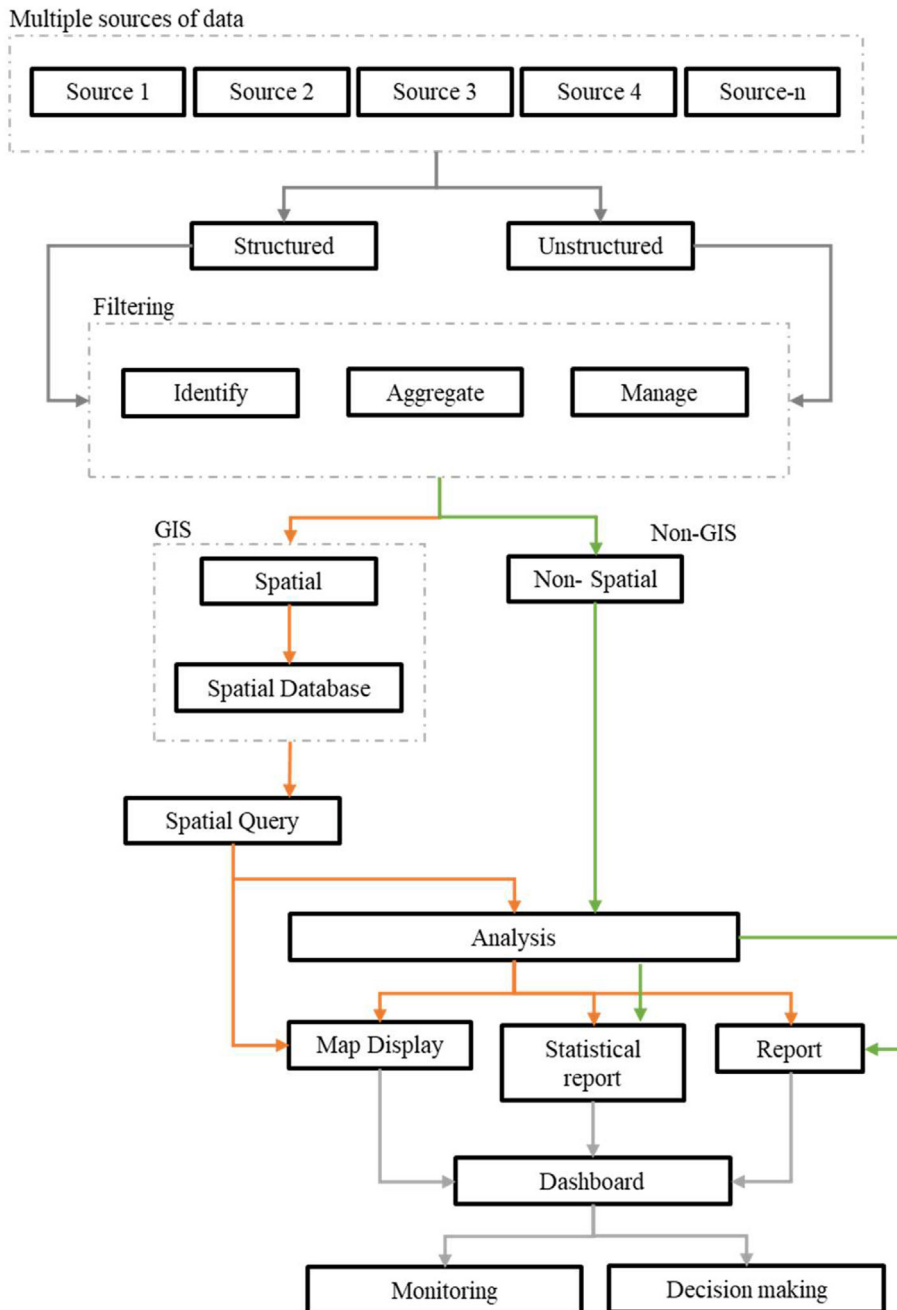 Multiple sources of data
Source 1
Source 2
Source 3
Source 4
Source-n
Structured
Unstructured
Filtering
Identify
Aggregate
Manage
GIS
Non-GIS
Spatial
Non- Spatial
Spatial Database
Spatial Query
Analysis
Map Display
Statistical
report
Report
Dashboard
Monitoring
Decision making